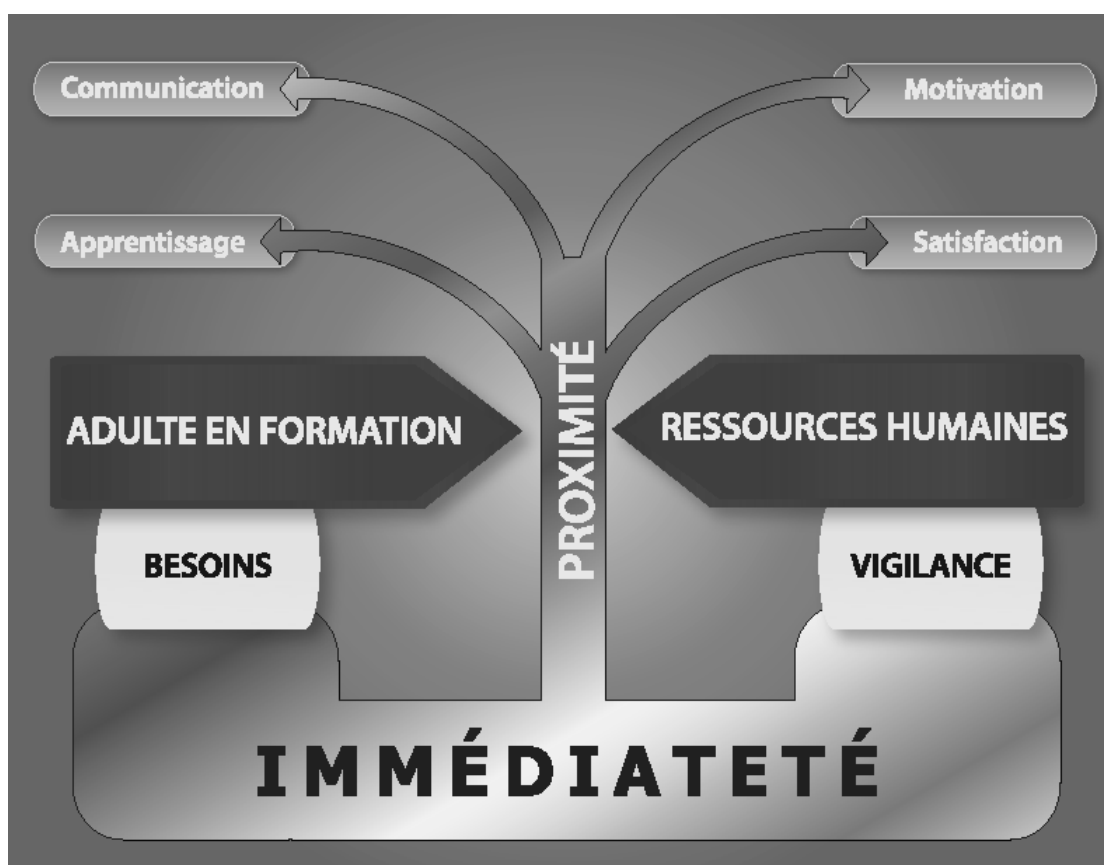 Communication
Motivation
Apprentissage
Satisfaction
PROXIMITÉ
ADULTE EN FORMATION
RESSOURCES HUMAINES
BESOINS
VIGILANCE
IMMÉDIATETÉ